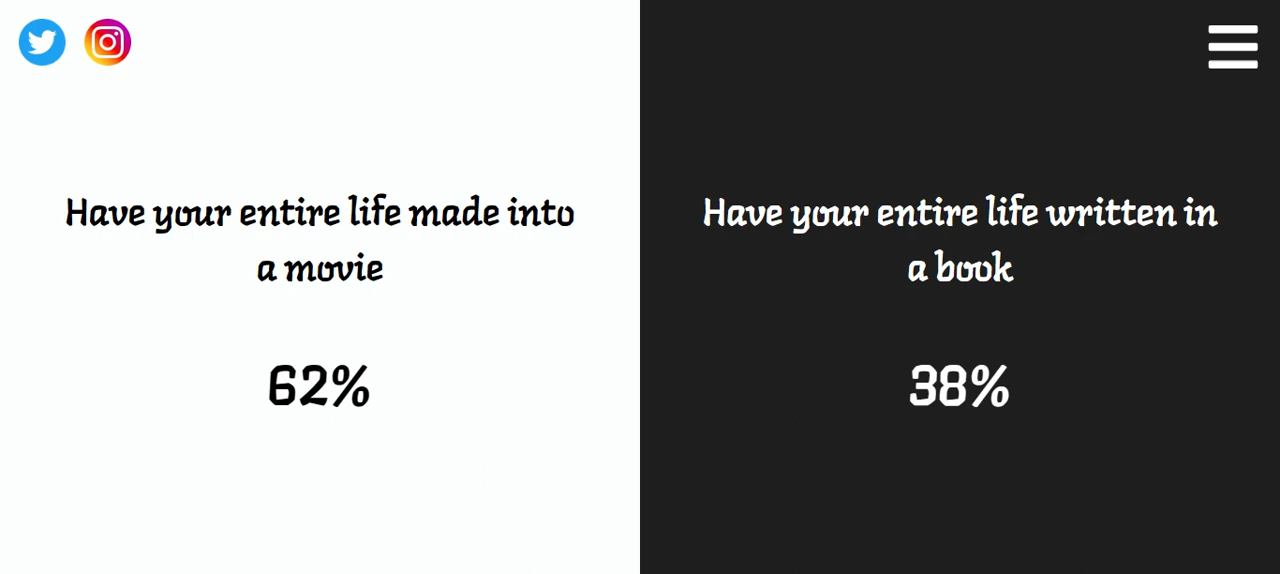 Have your entire life made into
a movie
62%
Have your entire life written in
a book
38%